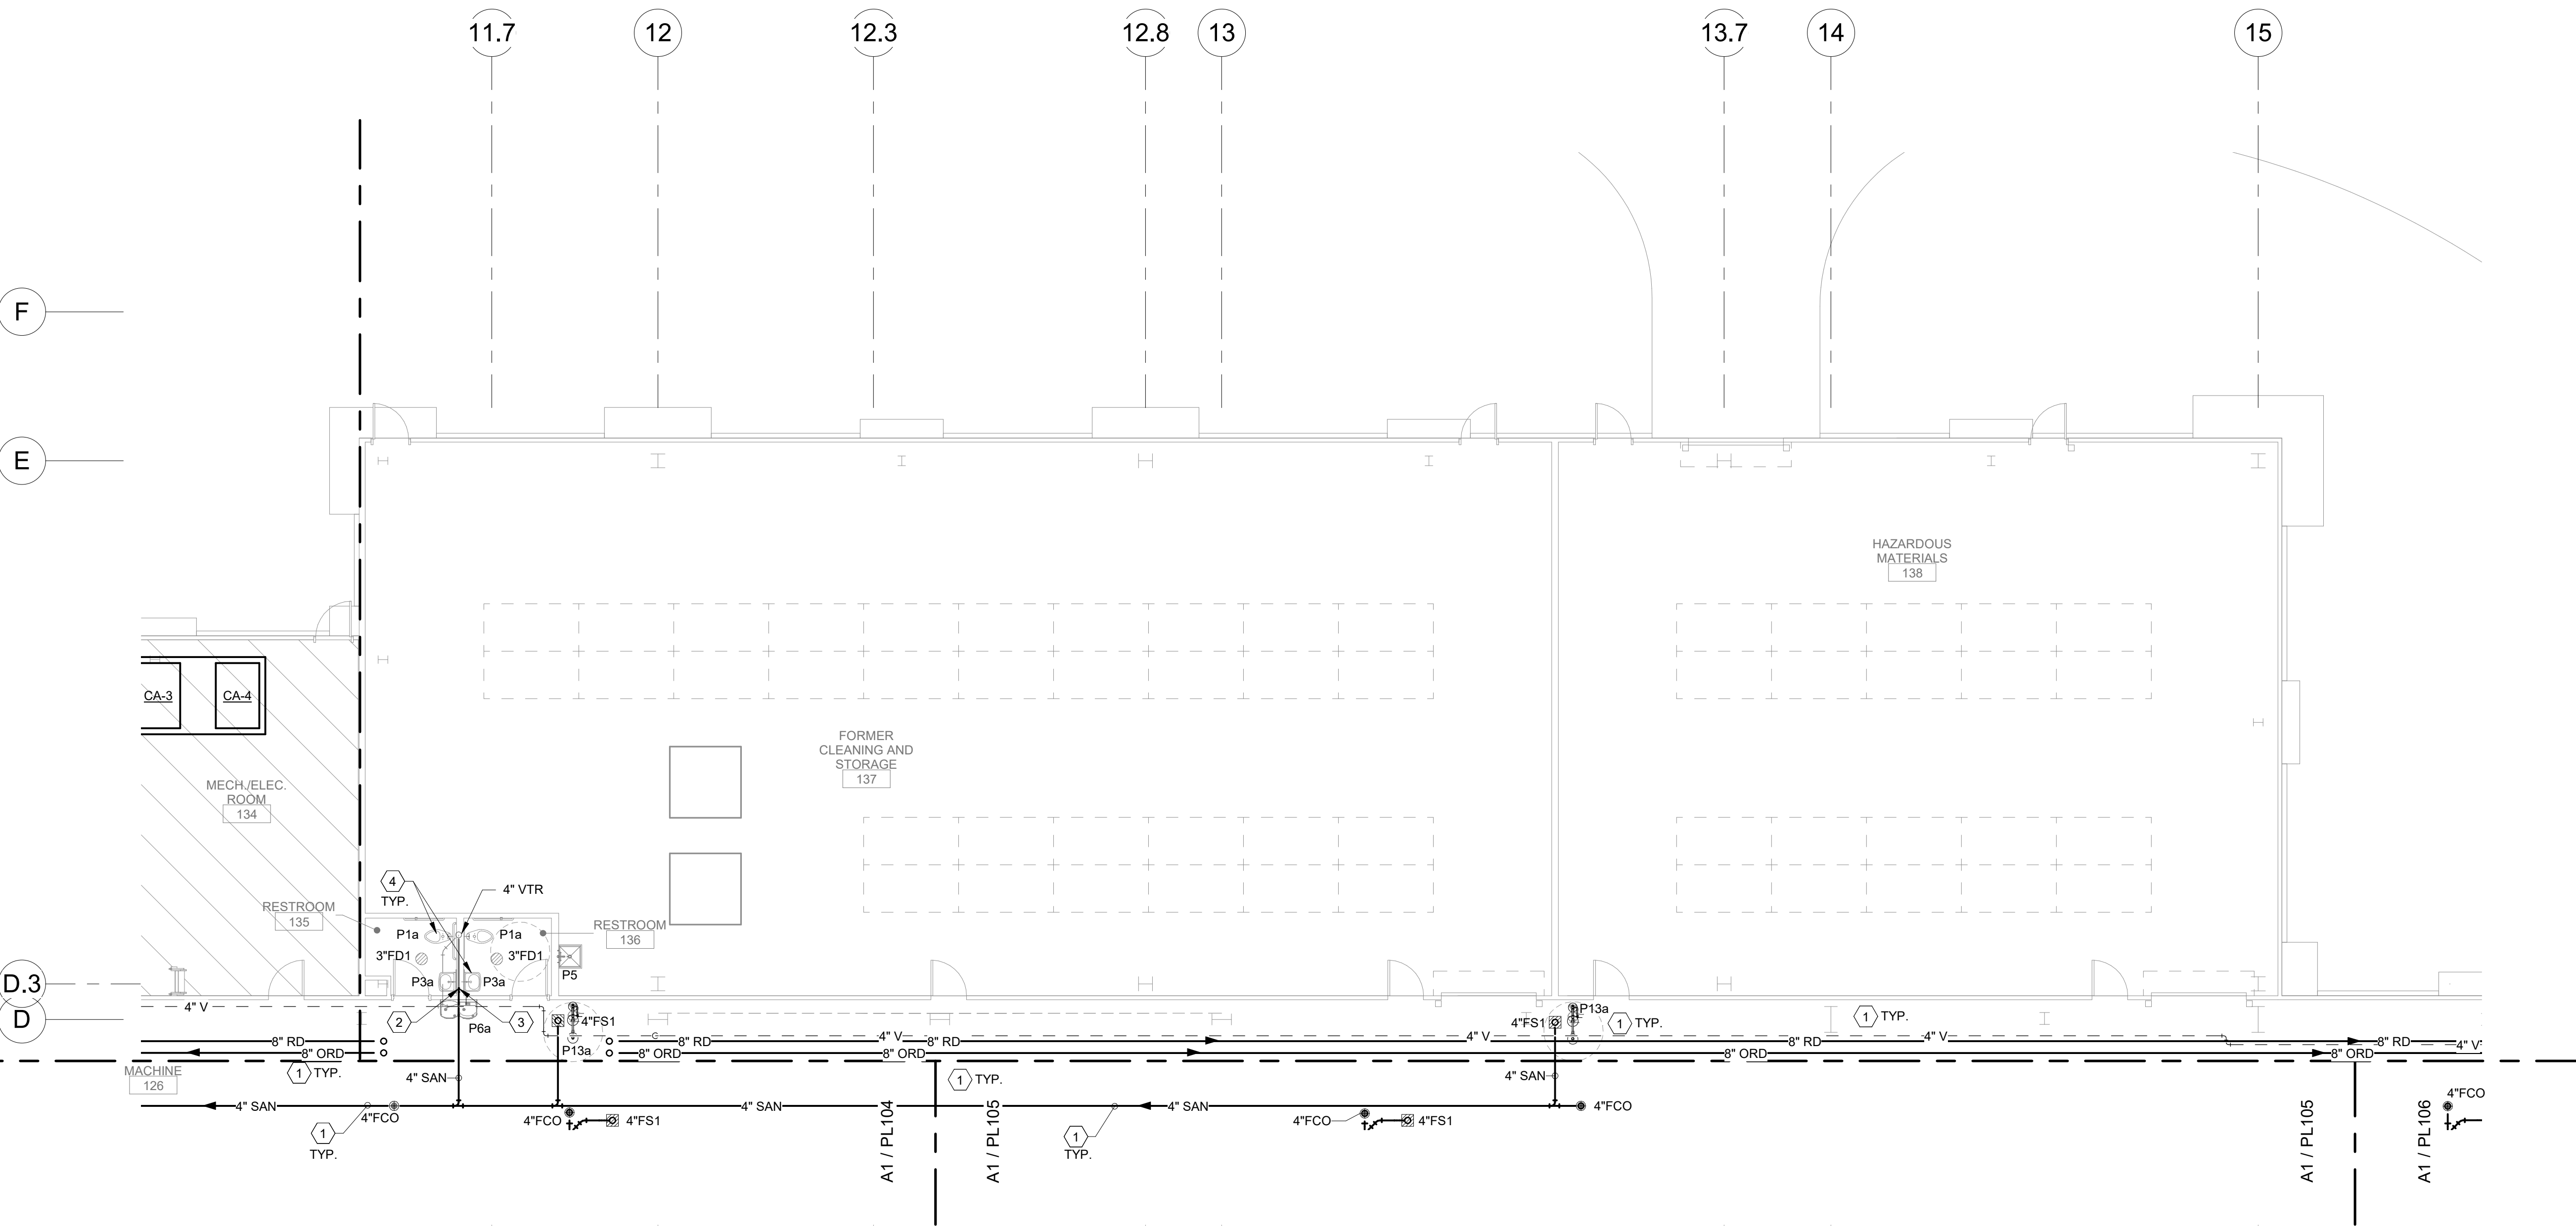 11.7
12
12.3
12.8
13
13.7
14
15
F
E
HAZARDOUS
MATERIALS
138
CA-3
CA-4
FORMER
CLEANING AND
STORAGE
137
MECH./ELEC.
ROOM
134
4
TYP.
4" VTR
RESTROOM
135
RESTROOM
136
P1a
P1a
3"FD1
3"FD1
P5
P3a
P3a
D.3
D
4" V
2
3
P6a
4"FS1
P13a
4"FS1
P13a
1
TYP.
1
TYP.
8" RD
8" RD
4" V
8" RD
4" V
8" RD
4" V
8" RD
8" ORD
8" ORD
8" ORD
8" ORD
8" ORD
4" V
MACHINE
126
1
TYP.
4" SAN
1
TYP.
4" SAN
4" SAN
4"FCO
4" SAN
4" SAN
4"FCO
4"FCO
4"FS1
4"FCO
4"FS1
4"FCO
1
TYP.
1
TYP.
A1 / PL104
A1 / PL105
A1 / PL105
A1 / PL106